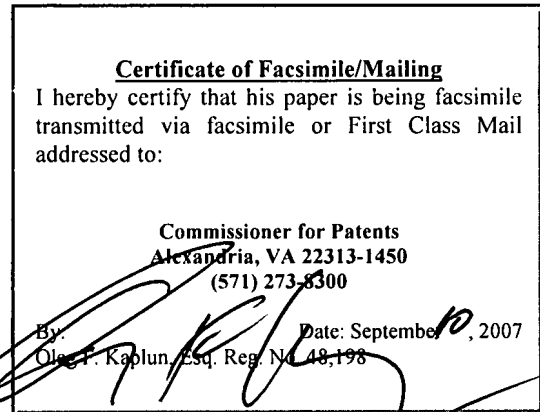 Certificate of Facsimile/Mailing
I hereby certify that his paper is being facsimile
transmitted via facsimile or First Class Mail
addressed to:
Commissioner for Patents
Alexandria, VA 22313-1450
(571) 273-8300
By: Date: September 10, 2007
Oleg F. Kaplun, Esq. Reg. No. 48,198